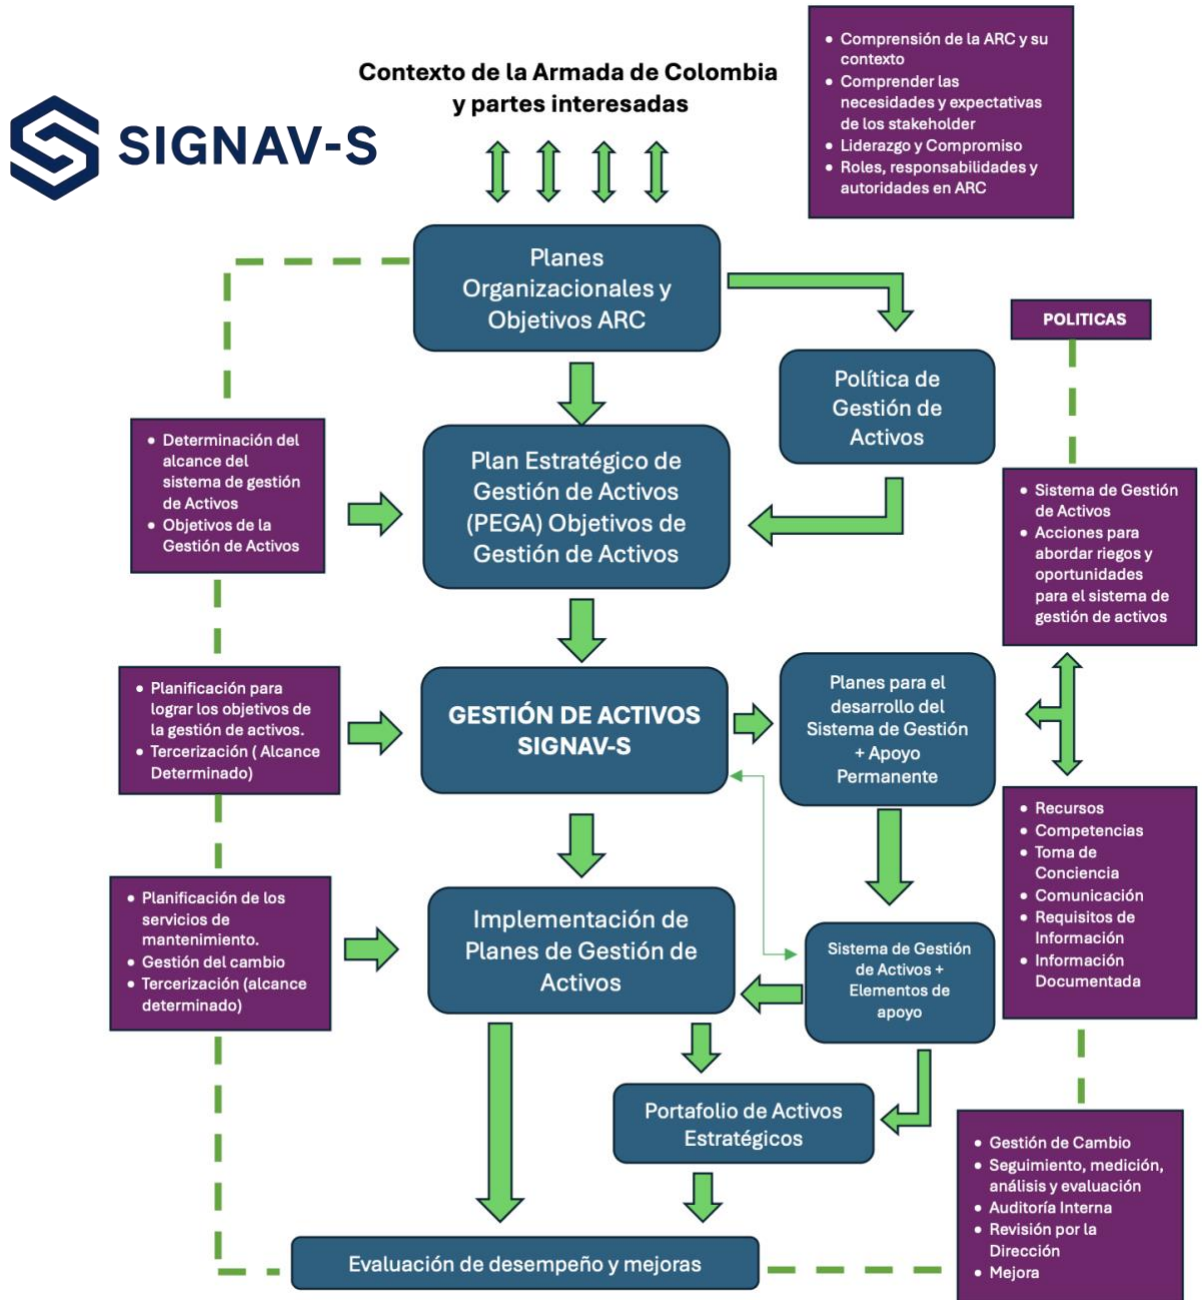 Contexto de la Armada de Colombia
y partes interesadas
• Comprensión de la ARC y su
contexto
• Comprender las
necesidades y expectativas
de los stakeholder
• Liderazgo y Compromiso
• Roles, responsabilidades y
autoridades en ARC
SIGNAV-S
Planes
Organizacionales y
Objetivos ARC
POLITICAS
Política de
Gestión de
Activos
• Determinación del
alcance del
sistema de gestión
de Activos
• Objetivos de la
Gestión de Activos
Plan Estratégico de
Gestión de Activos
(PEGA) Objetivos de
Gestión de Activos
• Sistema de Gestión
de Activos
• Acciones para
abordar riegos y
oportunidades
para el sistema de
gestión de activos
• Planificación para
lograr los objetivos de
la gestión de activos.
• Tercerización ( Alcance
Determinado)
GESTIÓN DE ACTIVOS
SIGNAV-S
Planes para el
desarrollo del
Sistema de Gestión
+ Apoyo
Permanente
• Recursos
• Competencias
• Toma de
Conciencia
• Comunicación
• Requisitos de
Información
• Información
Documentada
• Planificación de los
servicios de
mantenimiento.
• Gestión del cambio
• Tercerización (alcance
determinado)
Implementación de
Planes de Gestión de
Activos
Sistema de Gestión
de Activos +
Elementos de
apoyo
Portafolio de Activos
Estratégicos
• Gestión de Cambio
• Seguimiento, medición,
análisis y evaluación
• Auditoría Interna
• Revisión por la
Dirección
• Mejora
Evaluación de desempeño y mejoras